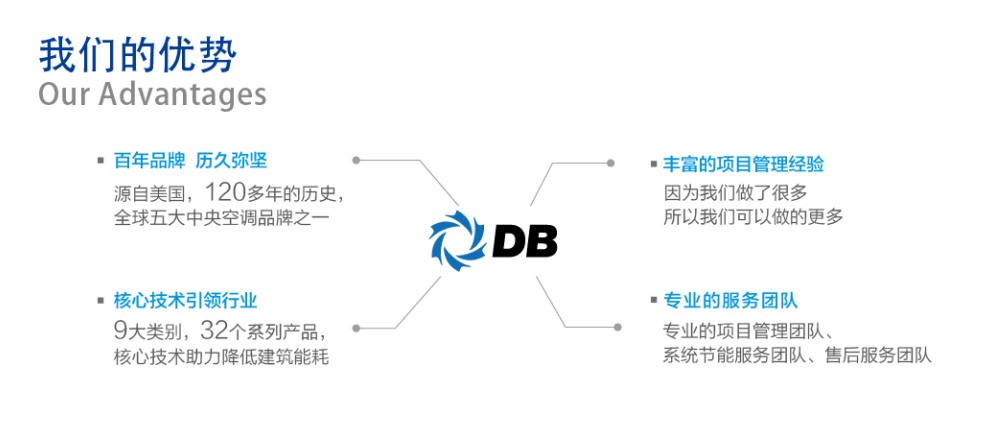 我们的优势
Our Advantages
百年品牌 历久弥坚
源自美国，120多年的历史，
全球五大中央空调品牌之一
丰富的项目管理经验
因为我们做了很多
所以我们可以做的更多
DB
核心技术引领行业
9大类别，32个系列产品，
核心技术助力降低建筑能耗
专业的服务团队
专业的项目管理团队、
系统节能服务团队、售后服务团队